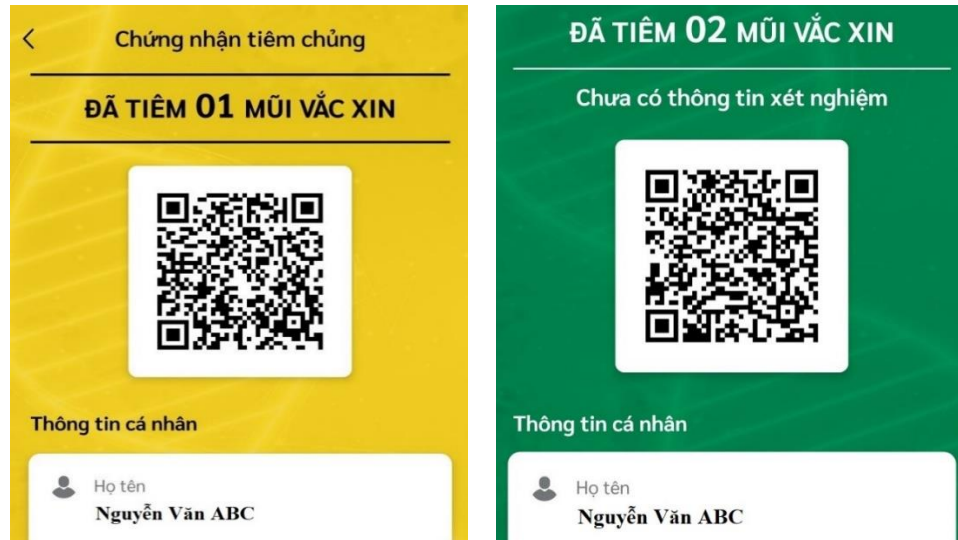 Chứng nhận tiêm chủng
ĐÃ TIÊM 01 MŨI VẮC XIN
Thông tin cá nhân
Họ tên
Nguyễn Văn ABC
ĐÃ TIÊM 02 MŨI VẮC XIN
Chưa có thông tin xét nghiệm
Thông tin cá nhân
Họ tên
Nguyễn Văn ABC